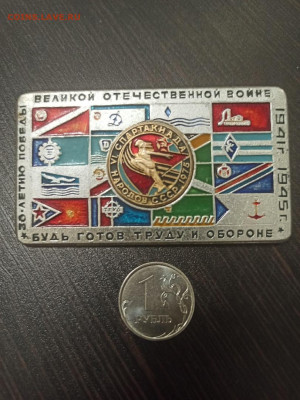 ВЕЛИКОЙ ОТЕЧЕСТВЕННОЙ ВОЙНЕ
1941г. 1945г.
* 30-ЛЕТИЮ ПОБЕДЫ
VI СПАРТАКИАДА
НАРОДОВ СССР 1975
Д
ТРУД
БУДЬ ГОТОВ ТРУДУ И ОБОРОНЕ *
1
РУБЛЬ